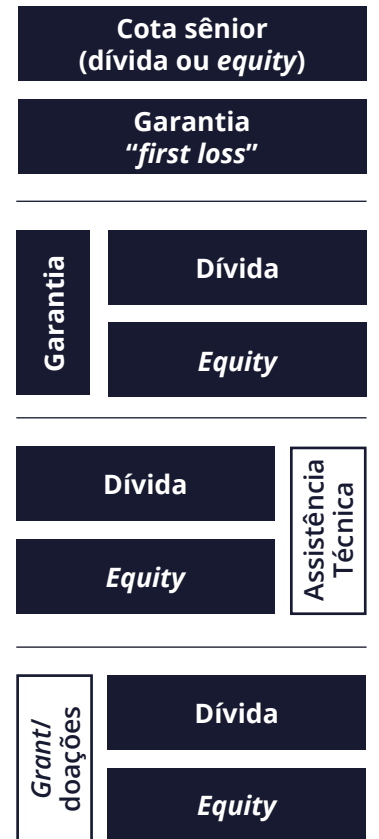 Cota sênior
(dívida ou equity)
Garantia
“first loss”
Garantia
Dívida
Equity
Dívida
Equity
Assistência
Técnica
Grant/
doações
Dívida
Equity